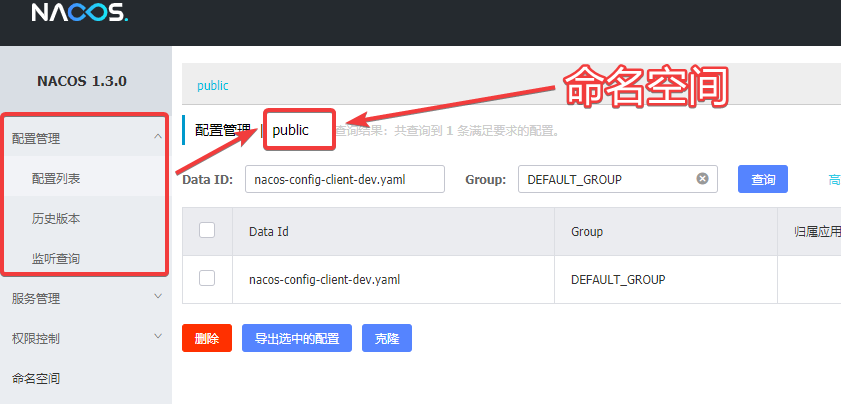 NACOS.
NACOS 1.3.0
配置管理
配置列表
历史版本
监听查询
服务管理
权限控制
命名空间
public
命名空间
配置管理 | public 查询结果：共查询到 1 条满足要求的配置。
Data ID: nacos-config-client-dev.yaml Group: DEFAULT_GROUP 查询 高
Data Id Group 归属应用
nacos-config-client-dev.yaml DEFAULT_GROUP
删除 导出选中的配置 克隆